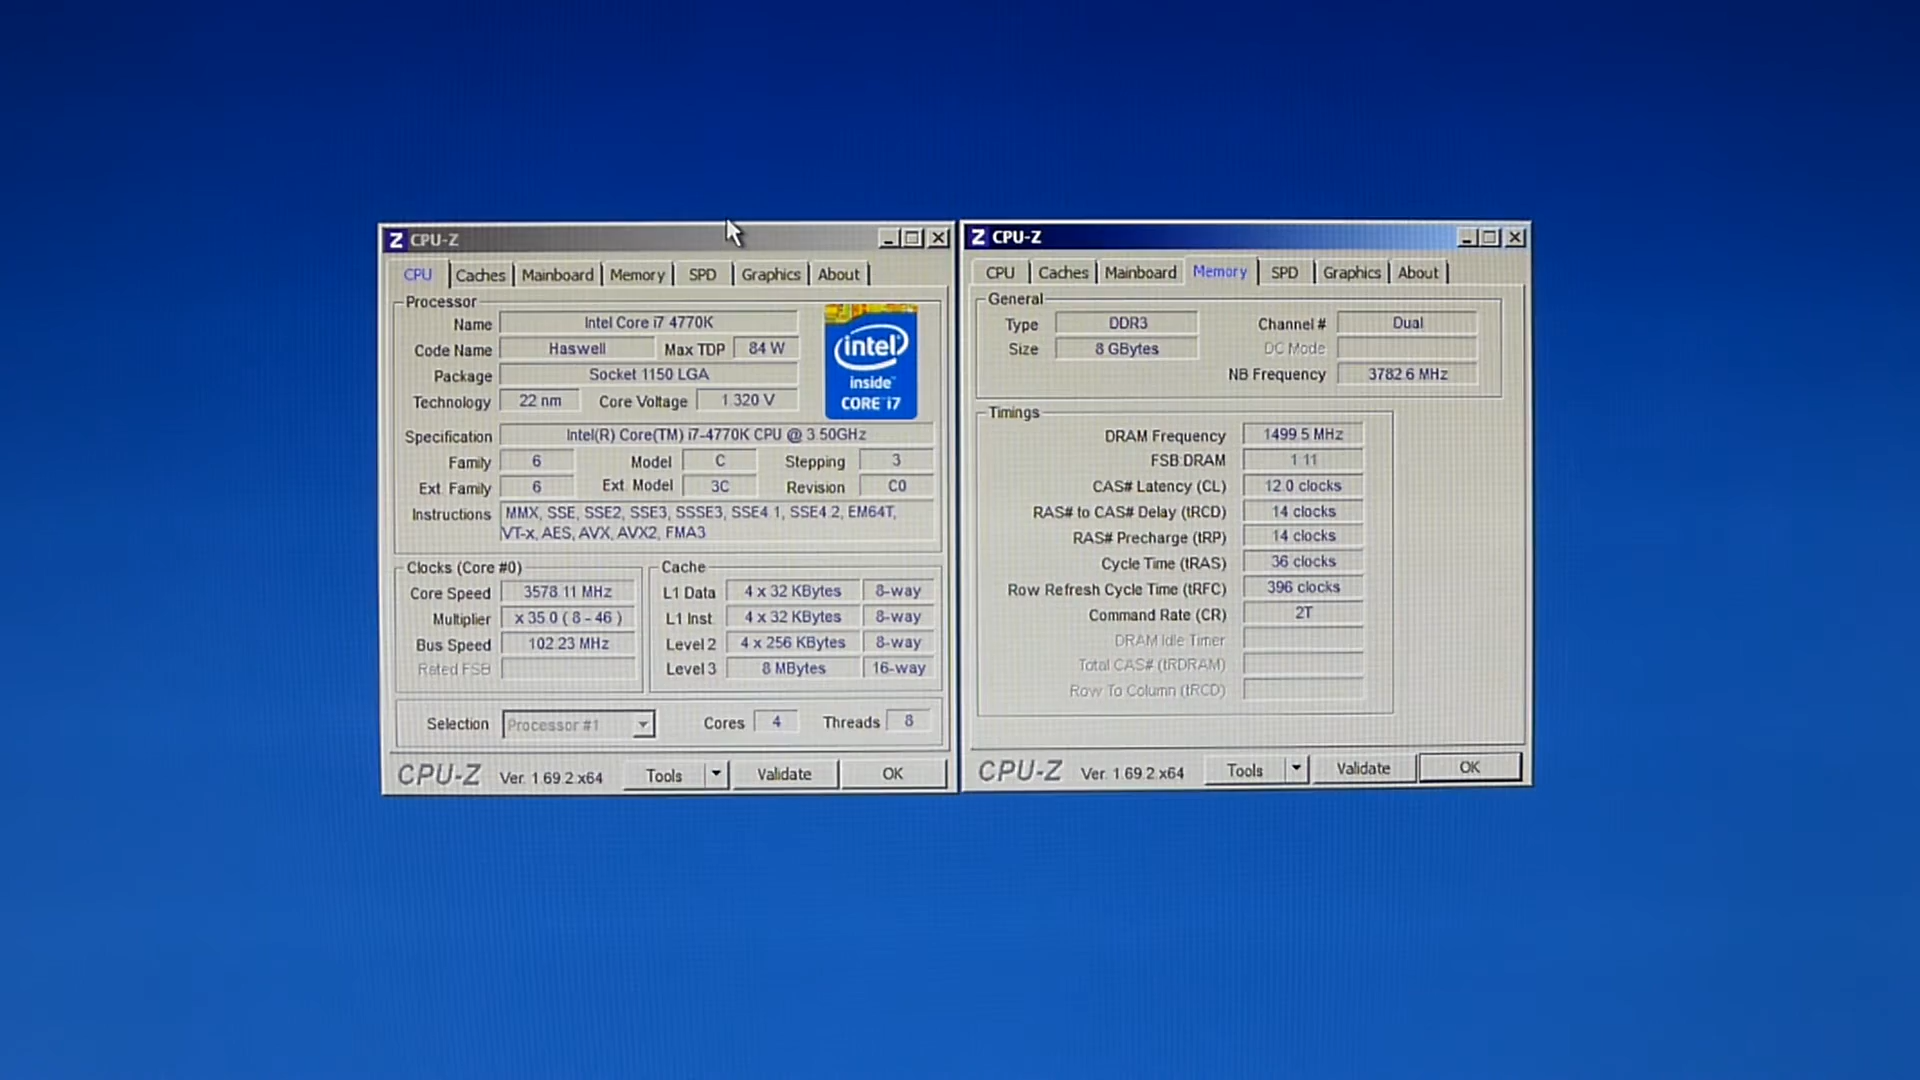 CPU-Z
CPU Caches Mainboard Memory SPD Graphics About
Processor
Name Intel Core i7 4770K
Code Name Haswell Max TDP 84 W
Package Socket 1150 LGA
Technology 22 nm Core Voltage 1.320 V
intel
inside™
CORE™ i7
Specification Intel(R) Core(TM) i7-4770K CPU @ 3.50GHz
Family 6 Model C Stepping 3
Ext. Family 6 Ext. Model 3C Revision C0
Instructions MMX, SSE, SSE2, SSE3, SSSE3, SSE4.1, SSE4.2, EM64T,
VT-x, AES, AVX, AVX2, FMA3
Clocks (Core #0)
Core Speed 3578.11 MHz
Multiplier x 35.0 ( 8 - 46 )
Bus Speed 102.23 MHz
Rated FSB
Cache
L1 Data 4 x 32 KBytes 8-way
L1 Inst. 4 x 32 KBytes 8-way
Level 2 4 x 256 KBytes 8-way
Level 3 8 MBytes 16-way
Selection Processor #1 Cores 4 Threads 8
CPU-Z Ver. 1.69.2.x64 Tools Validate OK
CPU-Z
CPU Caches Mainboard Memory SPD Graphics About
General
Type DDR3 Channel # Dual
Size 8 GBytes DC Mode
NB Frequency 3782.6 MHz
Timings
DRAM Frequency 1499.5 MHz
FSB:DRAM 1:11
CAS# Latency (CL) 12.0 clocks
RAS# to CAS# Delay (tRCD) 14 clocks
RAS# Precharge (tRP) 14 clocks
Cycle Time (tRAS) 36 clocks
Row Refresh Cycle Time (tRFC) 396 clocks
Command Rate (CR) 2T
DRAM Idle Timer
Total CAS# (tRDRAM)
Row To Column (tRCD)
CPU-Z Ver. 1.69.2.x64 Tools Validate OK